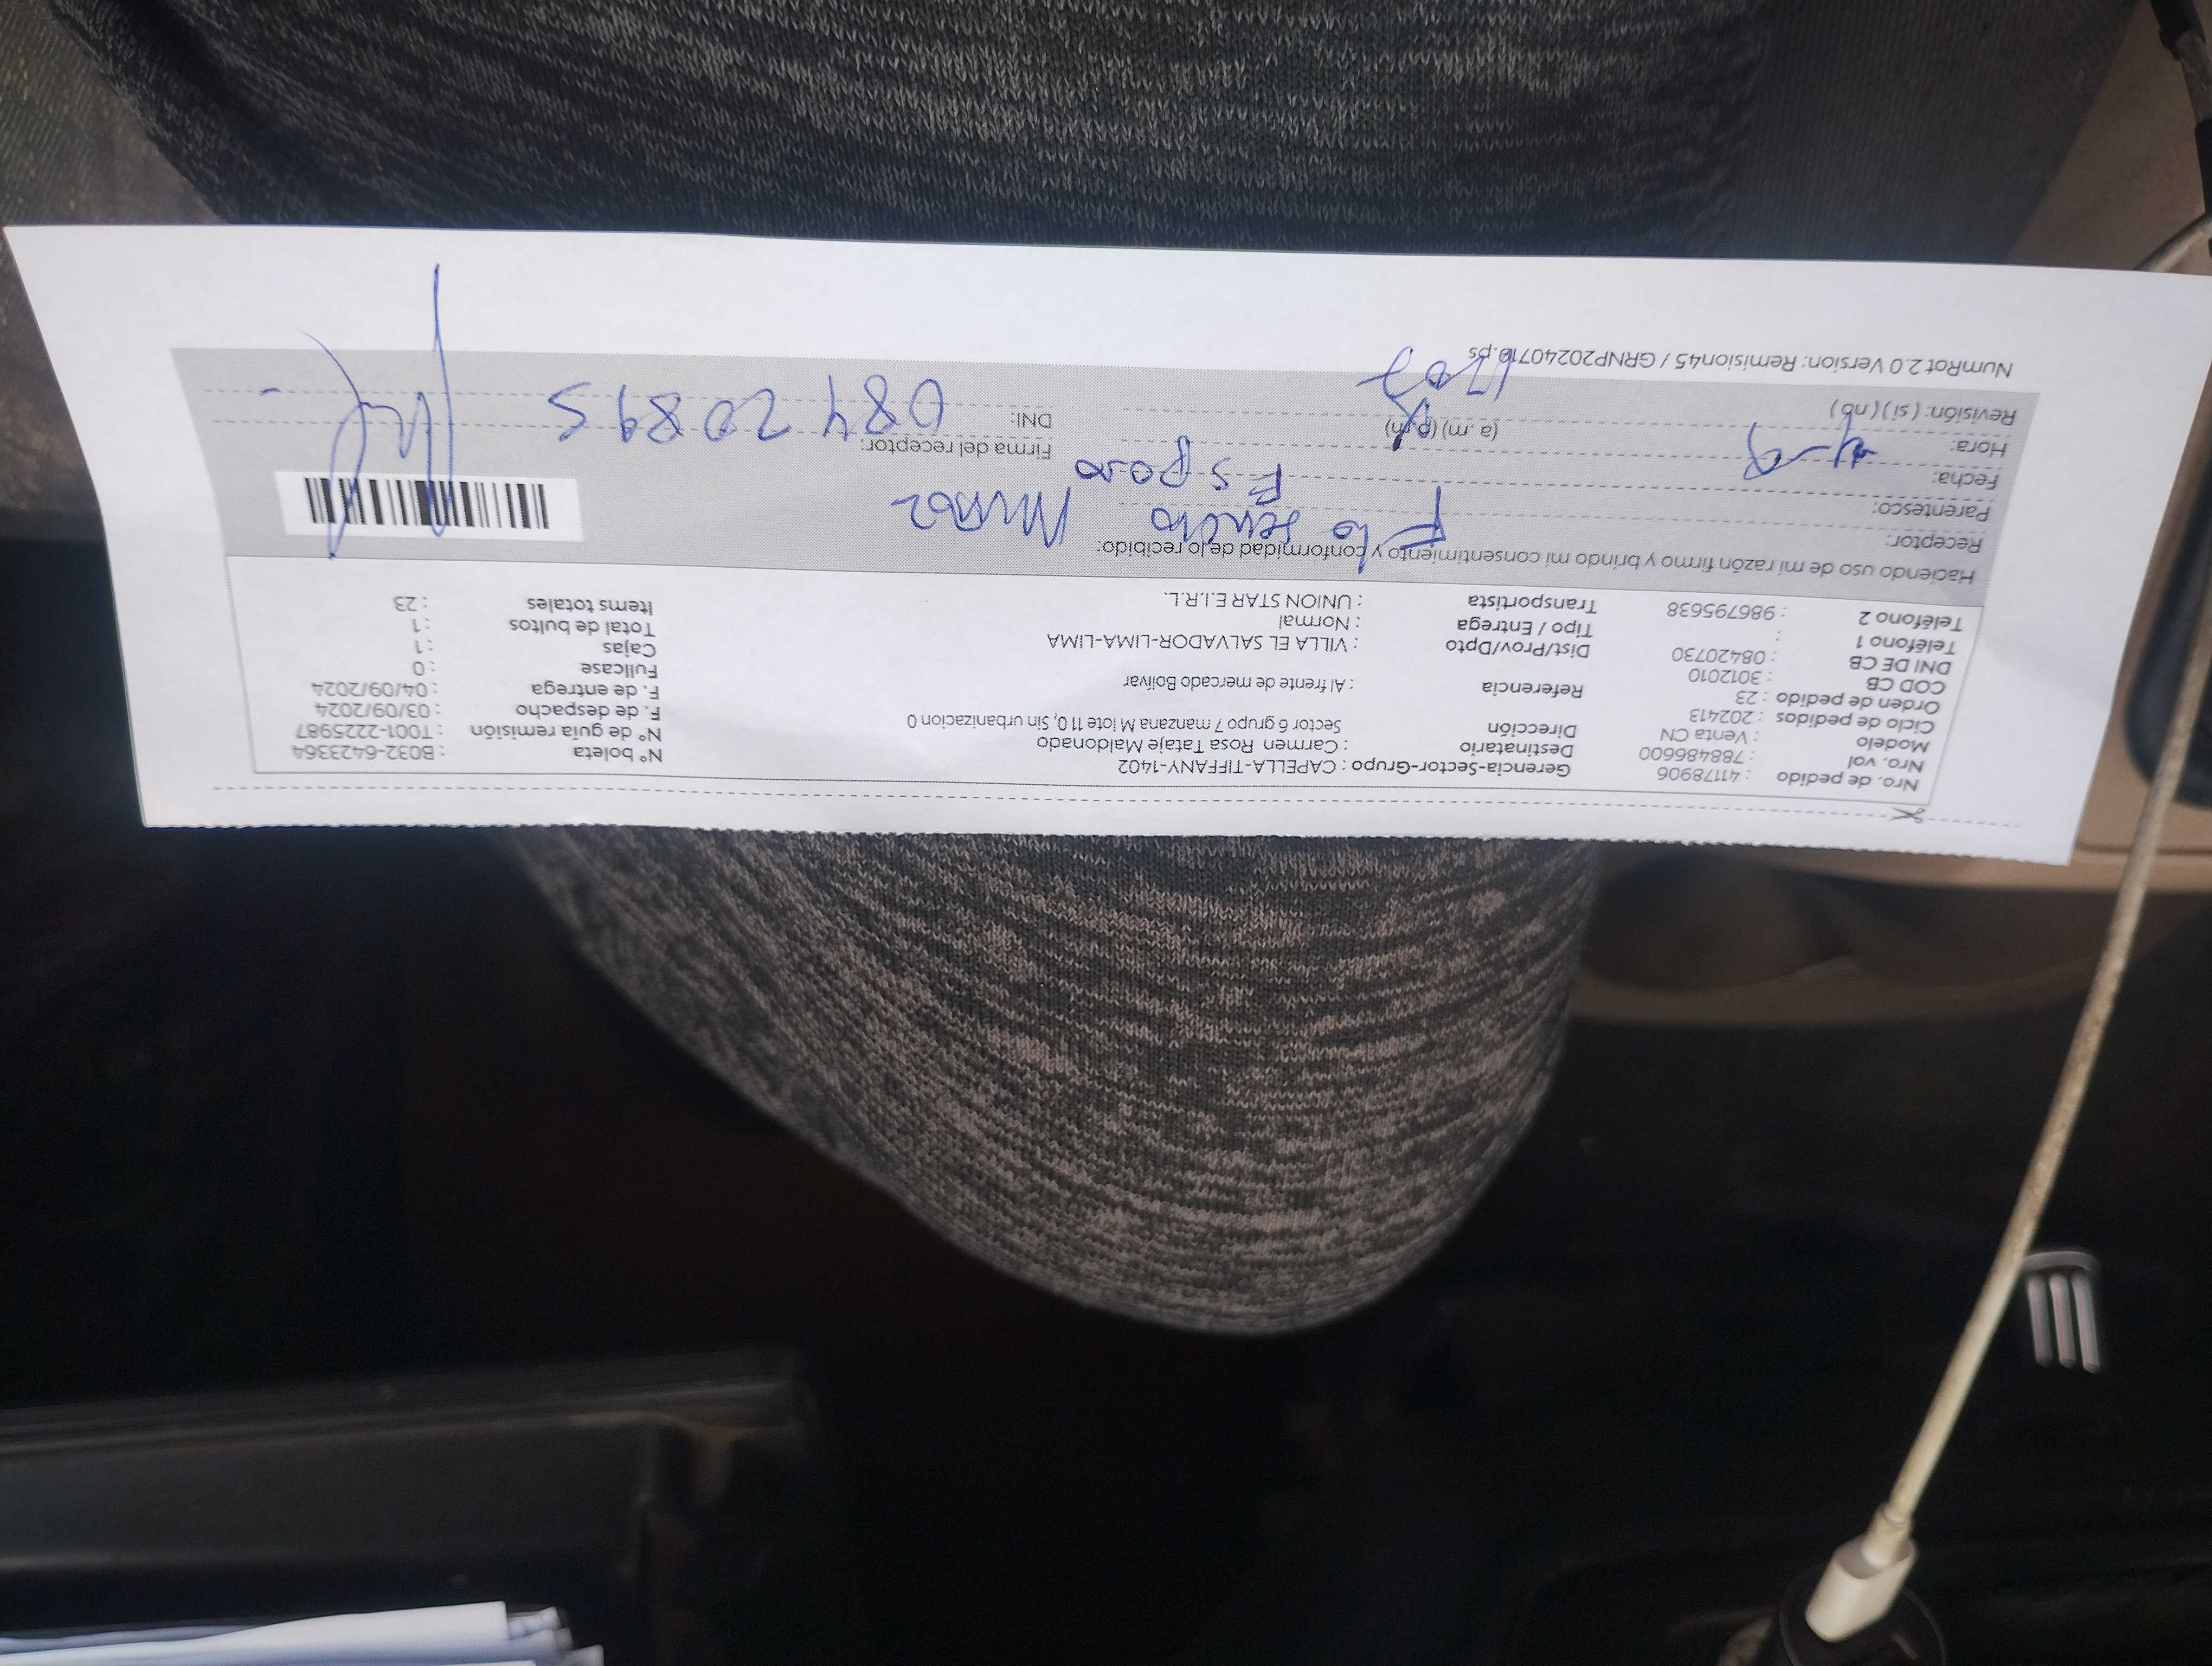 Nro. de pedido : 41178906 Gerencia-Sector-Grupo : CAPELLA-TIFFANY-1402 N° boleta : B032-6423364
Nro. vol : 788486600 Destinatario : Carmen Rosa Tataje Maldonado N° de guía remisión : T001-2225987
Modelo : Venta CN Dirección Sector 6 grupo 7 manzana M lote 11 0, Sin urbanizacion 0 F. de despacho : 03/09/2024
Ciclo de pedidos : 202413 F. de entrega : 04/09/2024
Orden de pedido : 23 Referencia : Al frente de mercado Bolívar Fullcase : 0
COD CB : 3012010 Cajas : 1
DNI DE CB : 08420730 Dist/Prov/Dpto : VILLA EL SALVADOR-LIMA-LIMA Total de bultos : 1
Teléfono 1 : Tipo / Entrega : Normal Items totales : 23
Teléfono 2 : 986795638 Transportista : UNION STAR E.I.R.L.
Haciendo uso de mi razón firmo y brindo mi consentimiento y conformidad de lo recibido:
Receptor:
Parentesco: Esposo
Fecha: 4-9
Hora: (a .m) (p.m) Firma del receptor:
Revisión: ( si ) ( no ) DNI: 08420895
NumRot 2.0 Version: Remision45 / GRNP20240719.ps